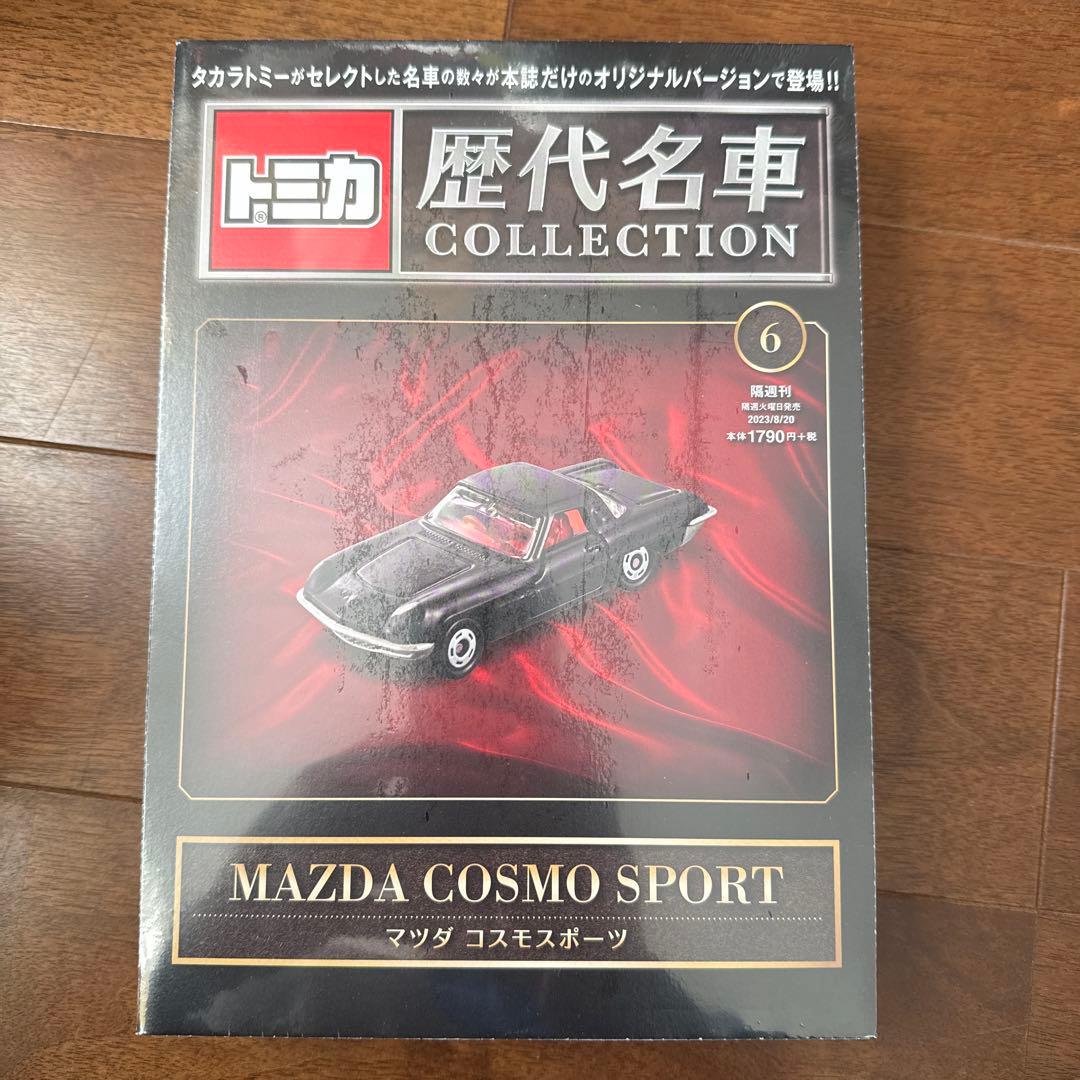 タカラトミーがセレクトした名車の数々が本誌だけのオリジナルバージョンで登場!!
トミカ®
歴代名車
COLLECTION
6
隔週刊
隔週火曜日発売
2023/8/20
本体1790円+税
MAZDA COSMO SPORT
マツダ コスモスポーツ